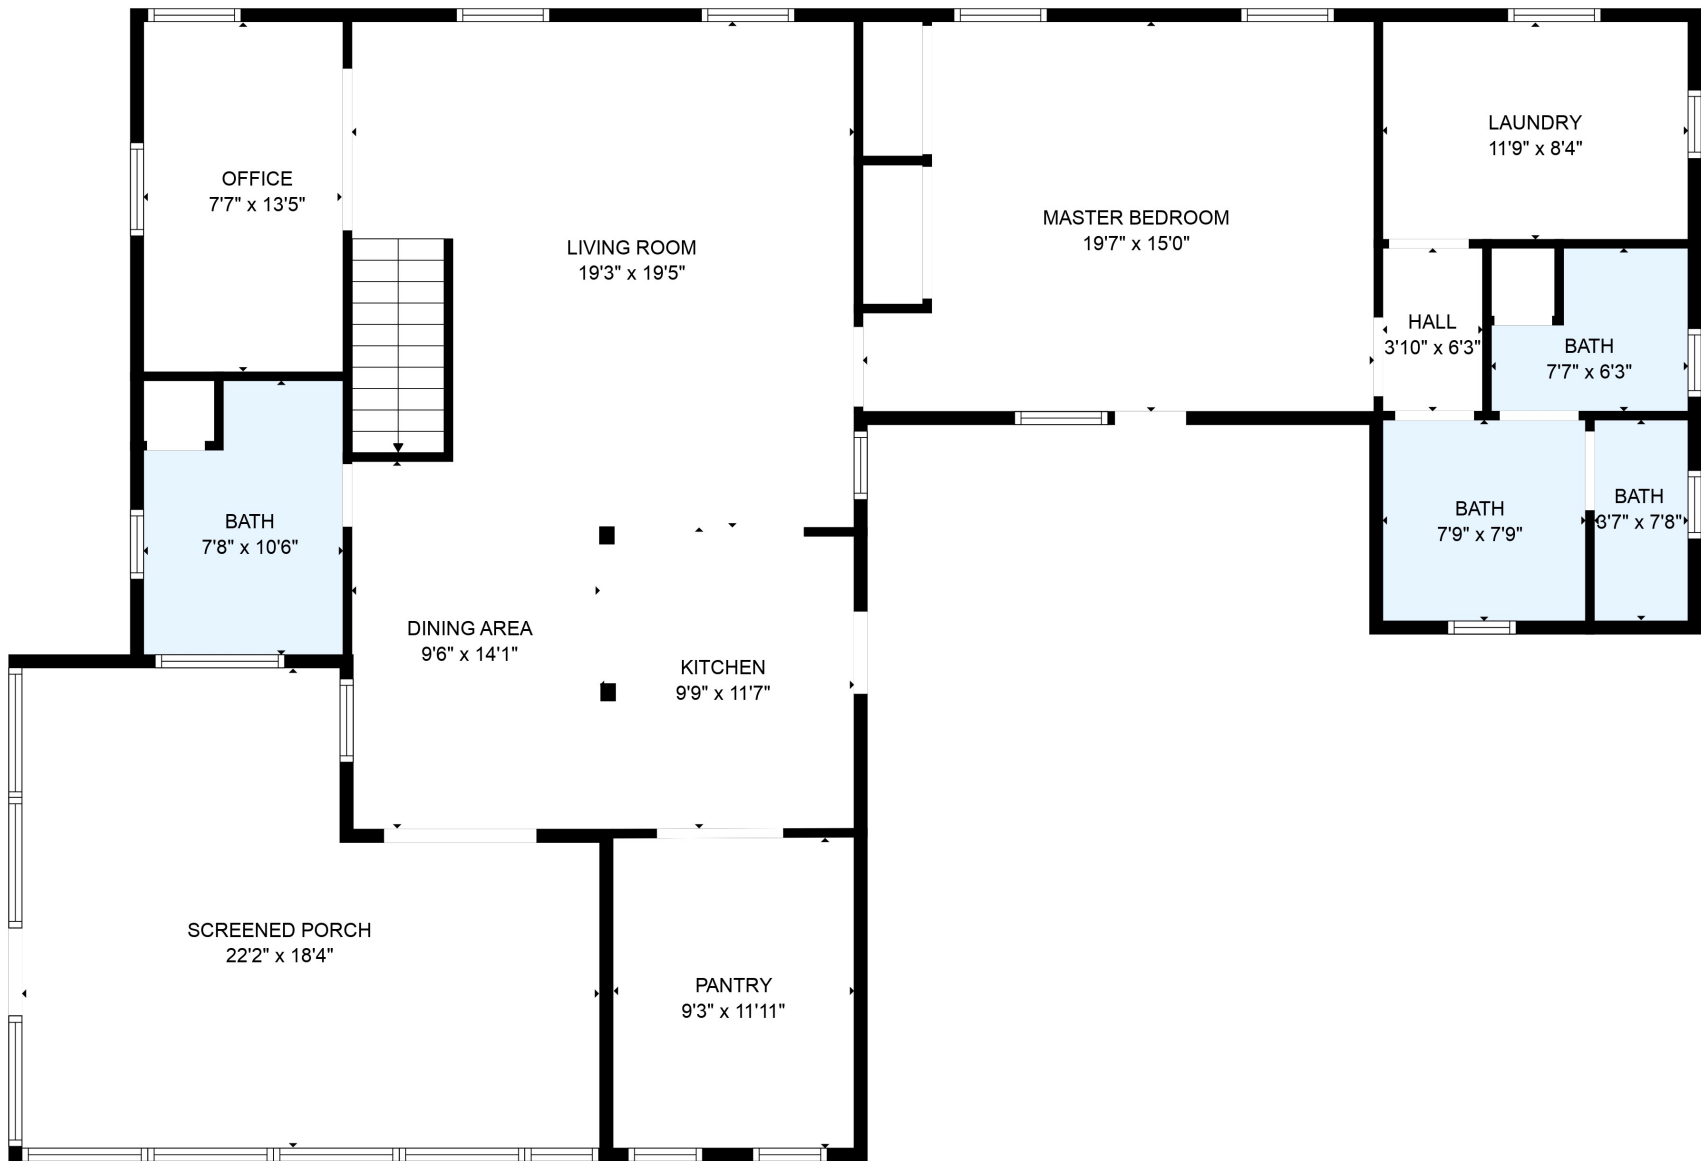 OFFICE
7'7" x 13'5"
LIVING ROOM
19'3" x 19'5"
MASTER BEDROOM
19'7" x 15'0"
LAUNDRY
11'9" x 8'4"
HALL
3'10" x 6'3"
BATH
7'7" x 6'3"
BATH
7'8" x 10'6"
BATH
7'9" x 7'9"
BATH
3'7" x 7'8"
DINING AREA
9'6" x 14'1"
KITCHEN
9'9" x 11'7"
SCREENED PORCH
22'2" x 18'4"
PANTRY
9'3" x 11'11"